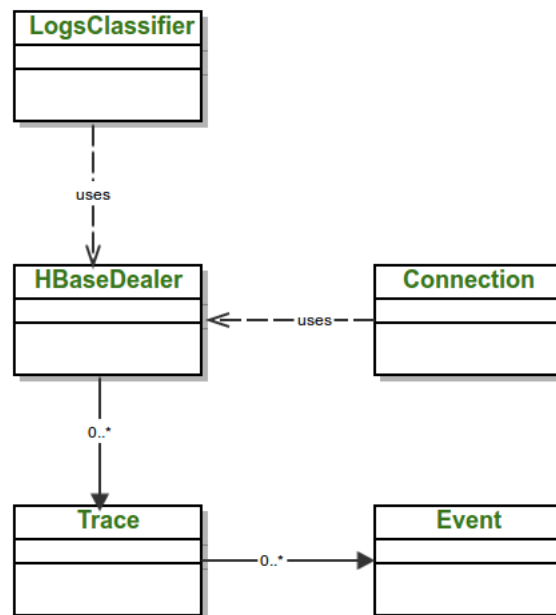 LogsClassifier
uses
HBaseDealer
Connection
uses
0..*
Trace
Event
0..*